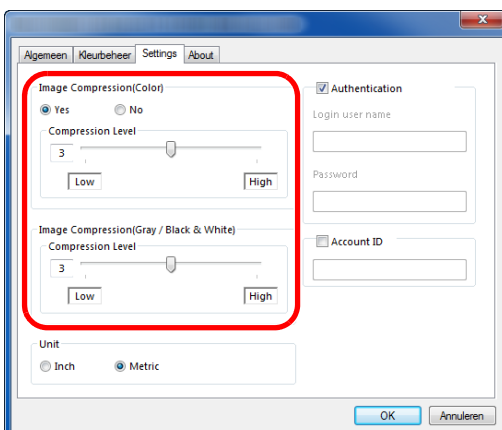 Algemeen Kleurbeheer Settings About
Image Compression(Color)
Yes No
Compression Level
3
Low High
Image Compression(Gray / Black & White)
Compression Level
3
Low High
Unit
Inch Metric
Authentication
Login user name
Password
Account ID
OK Annuleren